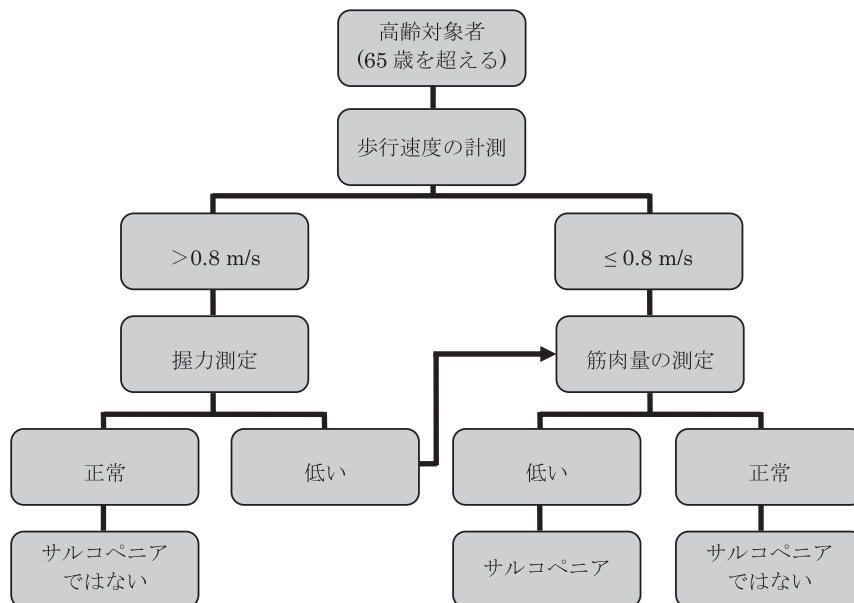 高齢対象者
(65 歳を超える)
歩行速度の計測
>0.8 m/s
≤ 0.8 m/s
握力測定
筋肉量の測定
正常
低い
低い
正常
サルコペニア
ではない
サルコペニア
サルコペニア
ではない